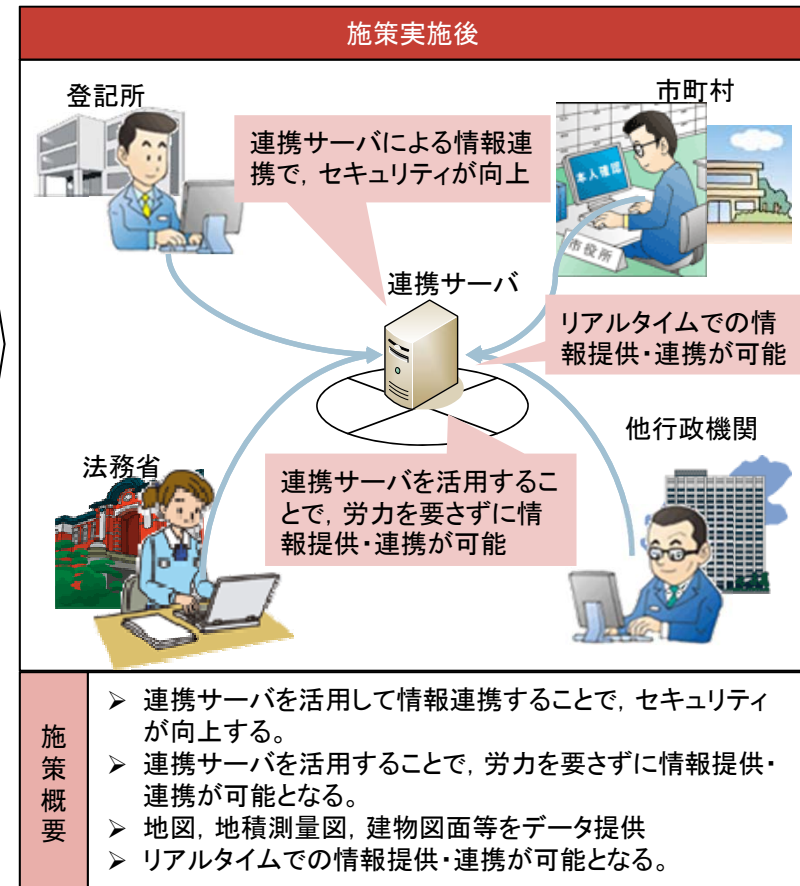 施策実施後
登記所
市町村
連携サーバによる情報連
携で，セキュリティが向上
本人確認
市役所
連携サーバ
リアルタイムでの情
報提供・連携が可能
他行政機関
法務省
連携サーバを活用するこ
とで，労力を要さずに情
報提供・連携が可能
施策概要
➢ 連携サーバを活用して情報連携することで，セキュリティ
が向上する。
➢ 連携サーバを活用することで，労力を要さずに情報提供・
連携が可能となる。
➢ 地図，地積測量図，建物図面等をデータ提供
➢ リアルタイムでの情報提供・連携が可能となる。